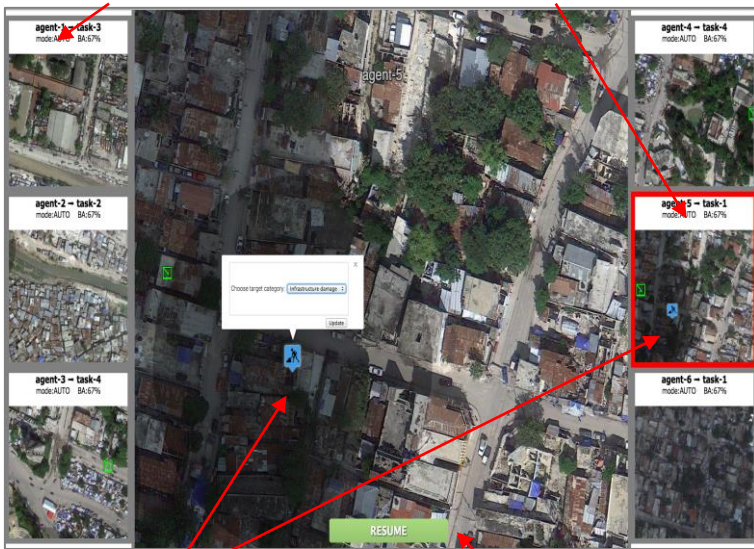 agent-1 → task-3
mode:AUTO BA:67%
agent-2 → task-2
mode:AUTO BA:67%
agent-3 → task-4
mode:AUTO BA:67%
agent-5
×
Choose target category: Infrastructure damage
Update
RESUME
agent-4 → task-4
mode:AUTO BA:67%
agent-5 → task-1
mode:AUTO BA:67%
agent-6 → task-1
mode:AUTO BA:67%